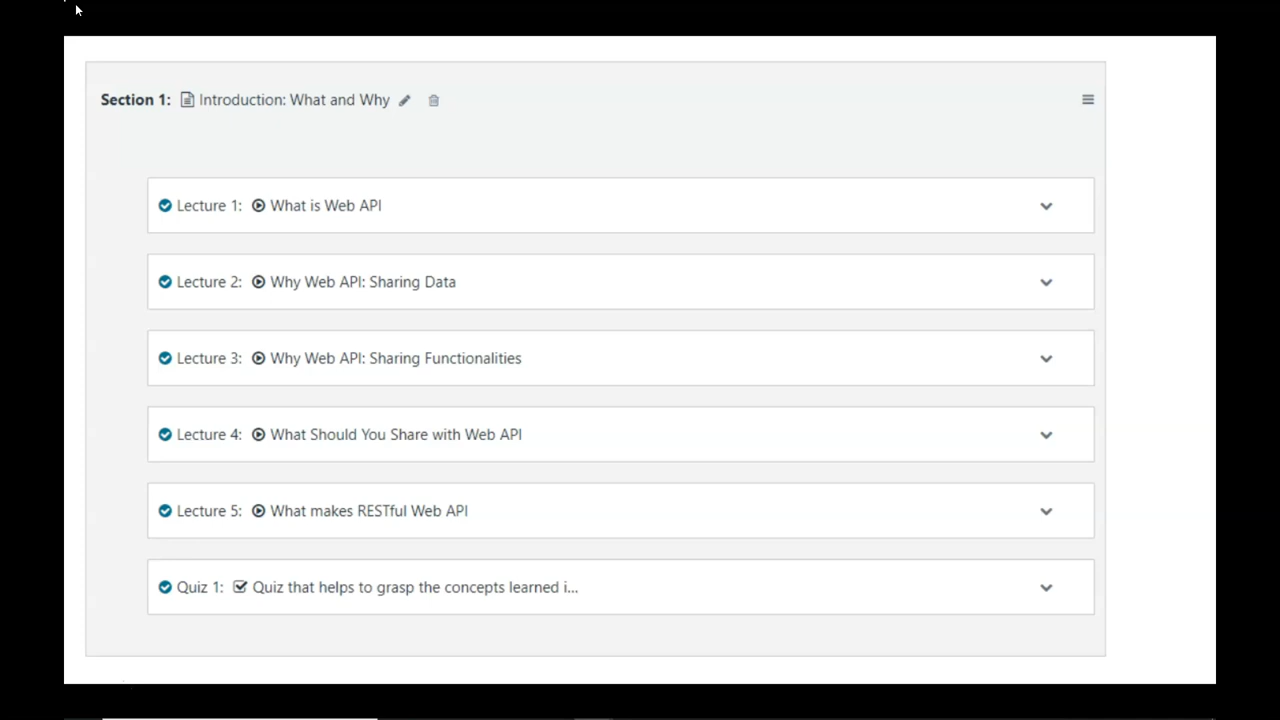 Section 1: Introduction: What and Why
Lecture 1: What is Web API
Lecture 2: Why Web API: Sharing Data
Lecture 3: Why Web API: Sharing Functionalities
Lecture 4: What Should You Share with Web API
Lecture 5: What makes RESTful Web API
Quiz 1: Quiz that helps to grasp the concepts learned i...